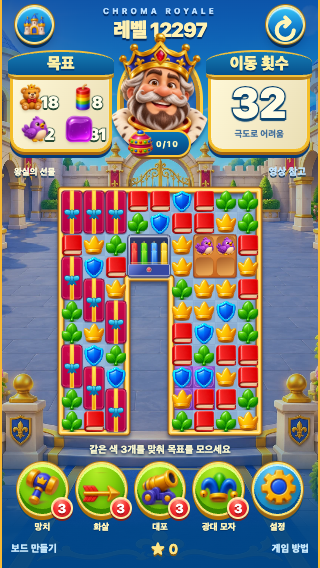 CHROMA ROYALE
레벨 12297
목표
이동 횟수
18
8
2
31
32
극도로 어려움
0/10
왕실의 선물
영상 참고
같은 색 3개를 맞춰 목표를 모으세요
3
3
3
3
망치
화살
대포
광대 모자
설정
보드 만들기
0
게임 방법